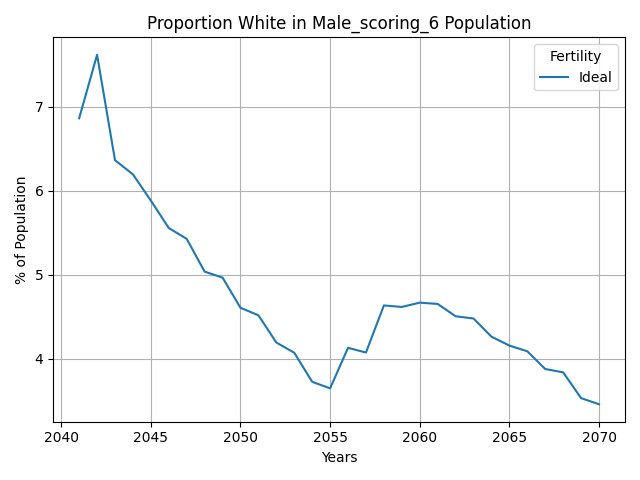 Proportion White in Male_scoring_6 Population
Fertility
Ideal
7
6
5
4
% of Population
2040 2045 2050 2055 2060 2065 2070
Years